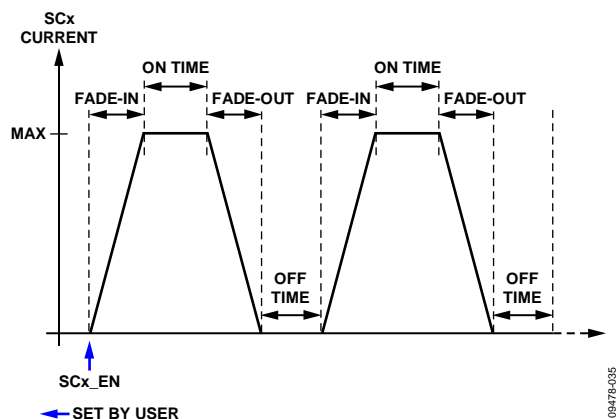 SCx
CURRENT
ON TIME
ON TIME
FADE-IN
FADE-OUT
FADE-IN
FADE-OUT
MAX
OFF
TIME
OFF
TIME
SCx_EN
SET BY USER
09478-035